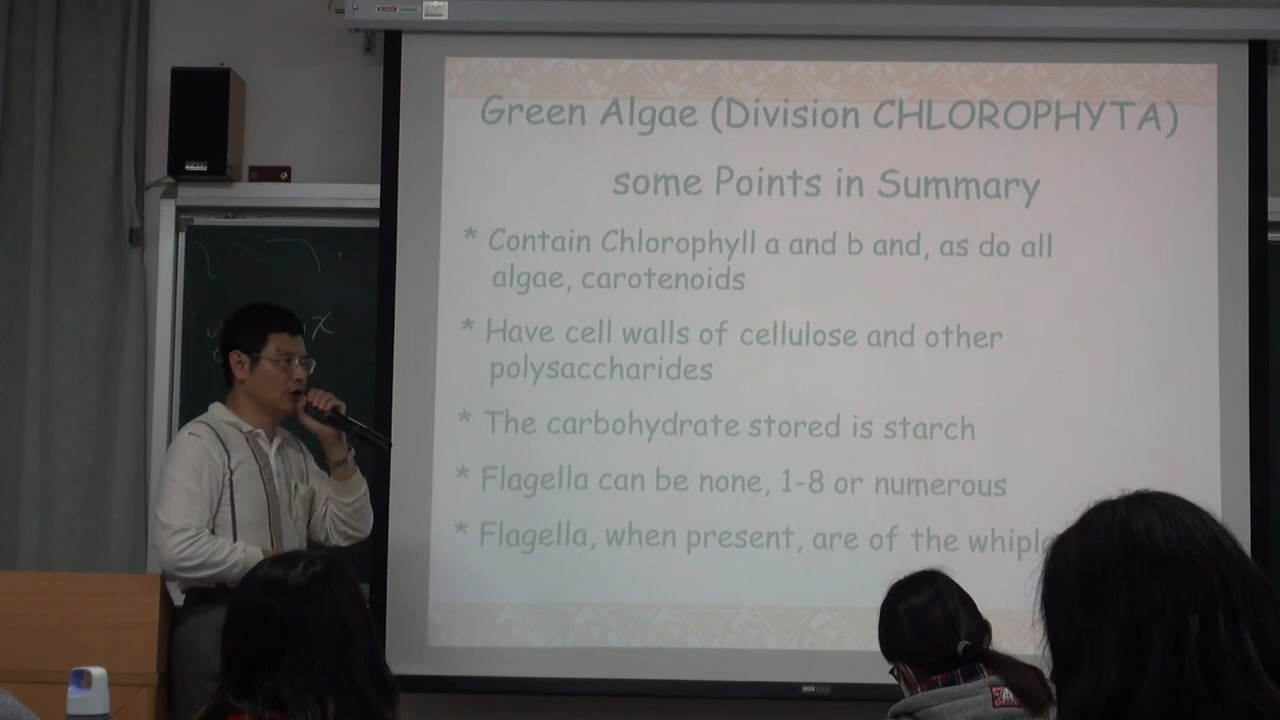 Green Algae (Division CHLOROPHYTA)
some Points in Summary
* Contain Chlorophyll a and b and, as do all
algae, carotenoids
* Have cell walls of cellulose and other
polysaccharides
* The carbohydrate stored is starch
* Flagella can be none, 1-8 or numerous
* Flagella, when present, are of the